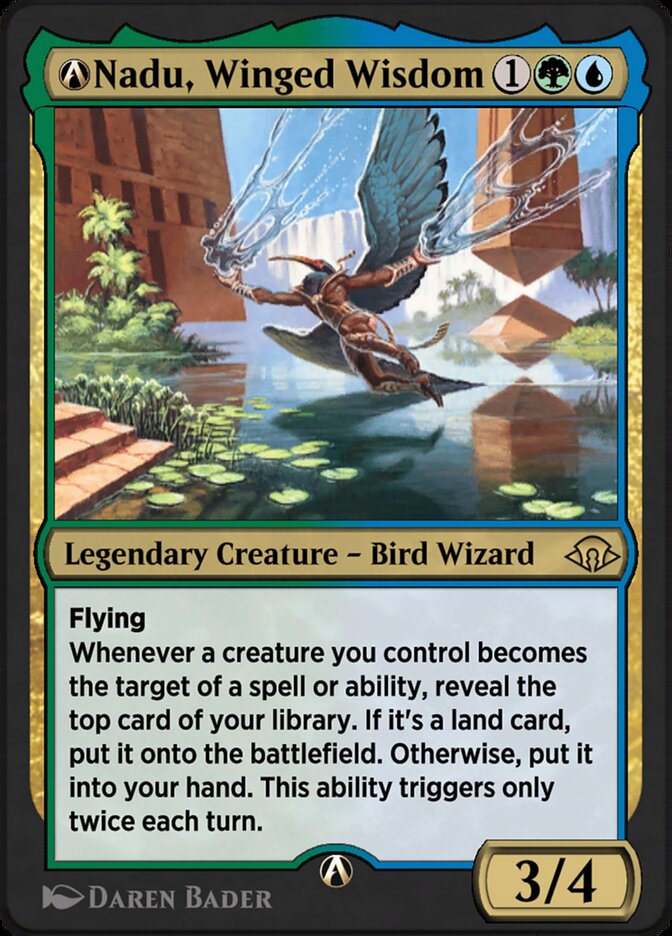 Nadu, Winged Wisdom 1
Legendary Creature – Bird Wizard
Flying
Whenever a creature you control becomes
the target of a spell or ability, reveal the
top card of your library. If it's a land card,
put it onto the battlefield. Otherwise, put it
into your hand. This ability triggers only
twice each turn.
3/4
Daren Bader